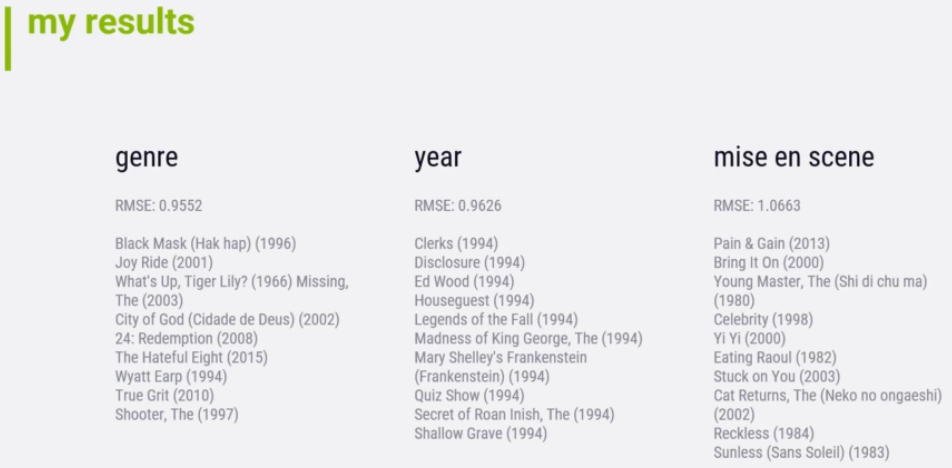 my results
genre
RMSE: 0.9552
Black Mask (Hak hap) (1996)
Joy Ride (2001)
What's Up, Tiger Lily? (1966) Missing,
The (2003)
City of God (Cidade de Deus) (2002)
24: Redemption (2008)
The Hateful Eight (2015)
Wyatt Earp (1994)
True Grit (2010)
Shooter, The (1997)
year
RMSE: 0.9626
Clerks (1994)
Disclosure (1994)
Ed Wood (1994)
Houseguest (1994)
Legends of the Fall (1994)
Madness of King George, The (1994)
Mary Shelley's Frankenstein
(Frankenstein) (1994)
Quiz Show (1994)
Secret of Roan Inish, The (1994)
Shallow Grave (1994)
mise en scene
RMSE: 1.0663
Pain & Gain (2013)
Bring It On (2000)
Young Master, The (Shi di chu ma)
(1980)
Celebrity (1998)
Yi Yi (2000)
Eating Raoul (1982)
Stuck on You (2003)
Cat Returns, The (Neko no ongaeshi)
(2002)
Reckless (1984)
Sunless (Sans Soleil) (1983)